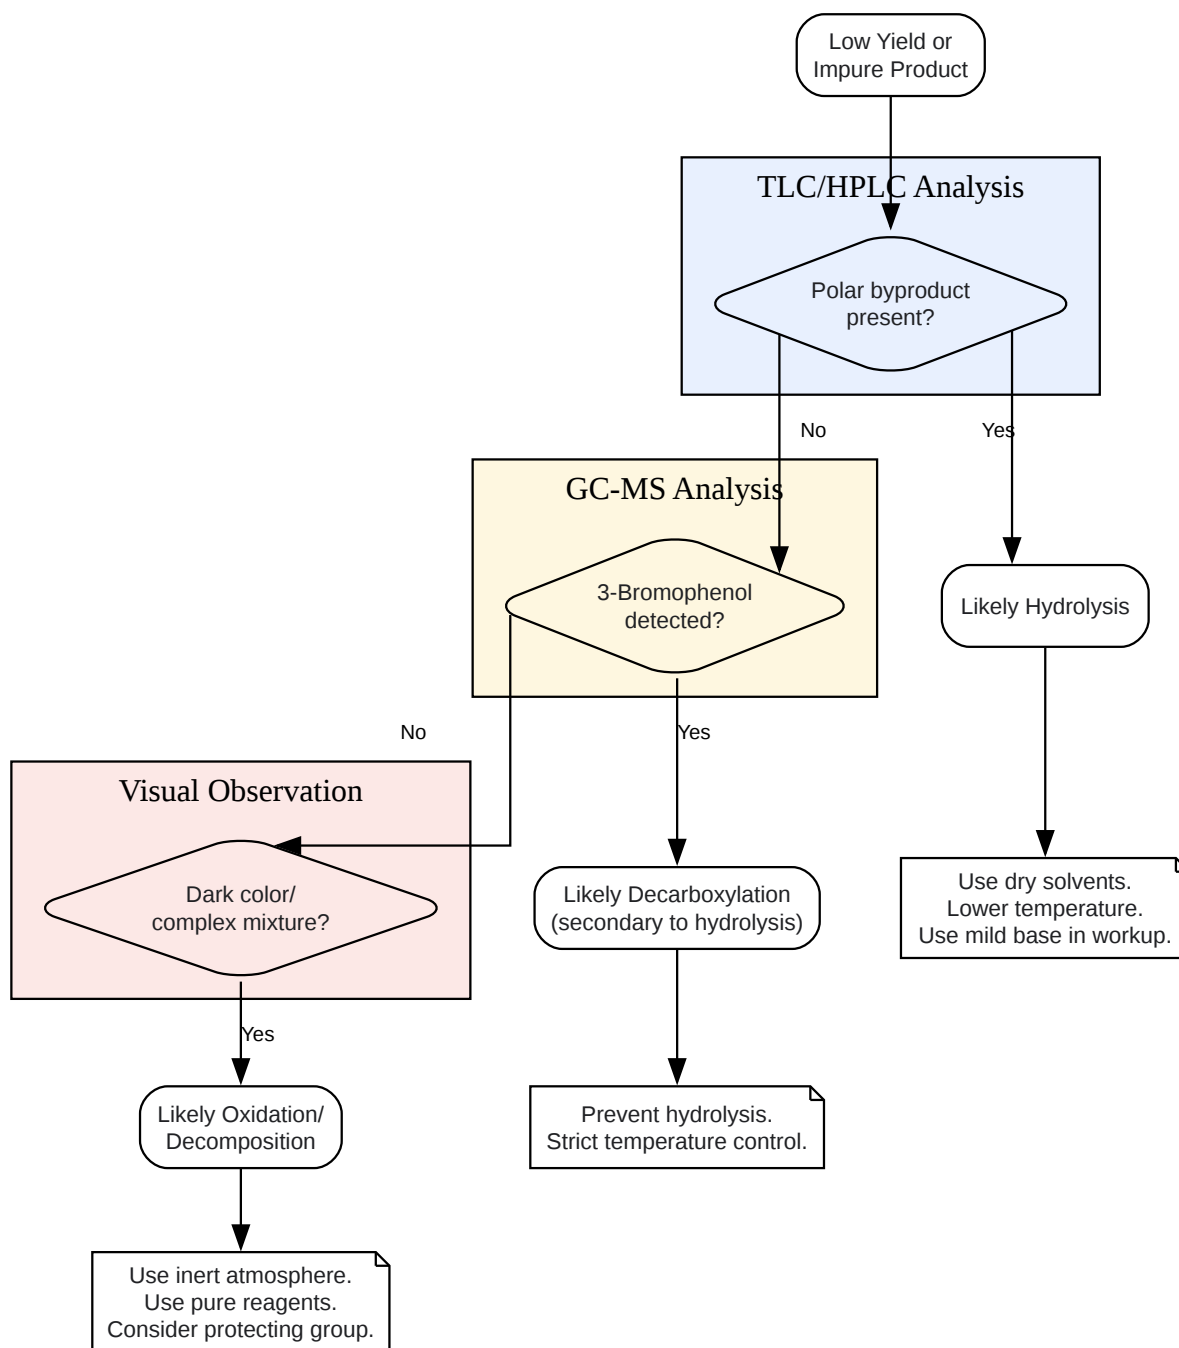 Low Yield or
Impure Product
TLC/HPLC Analysis
Polar byproduct
present?
No
Yes
GC-MS Analysis
3-Bromophenol
detected?
Likely Hydrolysis
No
Yes
Visual Observation
Dark color/
complex mixture?
Likely Decarboxylation
(secondary to hydrolysis)
Use dry solvents.
Lower temperature.
Use mild base in workup.
Yes
Likely Oxidation/
Decomposition
Prevent hydrolysis.
Strict temperature control.
Use inert atmosphere.
Use pure reagents.
Consider protecting group.